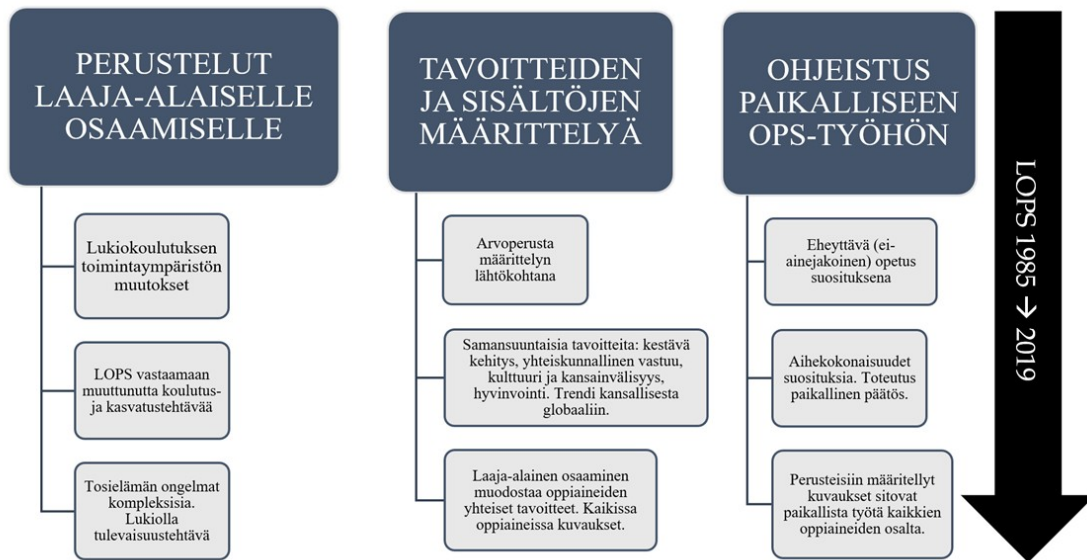 PERUSTELUT
LAAJA-ALAISELLE
OSAAMISELLE
Lukiokoulutuksen
toimintaympäristön
muutokset
LOPS vastaamaan
muuttunutta koulutus-
ja kasvatustehtävää
Tosielämän ongelmat
kompleksisia.
Lukiolla
tulevaisuustehtävä
TAVOITTEIDEN
JA SISÄLTÖJEN
MÄÄRITTELYÄ
Arvoperusta
määrittelyn
lähtökohtana
Samansuuntaisia tavoitteita: kestävä
kehitys, yhteiskunnallinen vastuu,
kulttuuri ja kansainvälisyys,
hyvinvointi. Trendi kansallisesta
globaaliin.
Laaja-alainen osaaminen
muodostaa oppiaineiden
yhteiset tavoitteet. Kaikissa
oppiaineissa kuvaukset.
OHJEISTUS
PAIKALLISEEN
OPS-TYÖHÖN
Eheyttävä (ei-
ainejakoinen) opetus
suosituksena
Aihekokonaisuudet
suosituksia. Toteutus
paikallinen päätös.
Perusteisiin määritellyt
kuvaukset sitovat
paikallista työtä kaikkien
oppiaineiden osalta.
LOPS 1985 → 2019